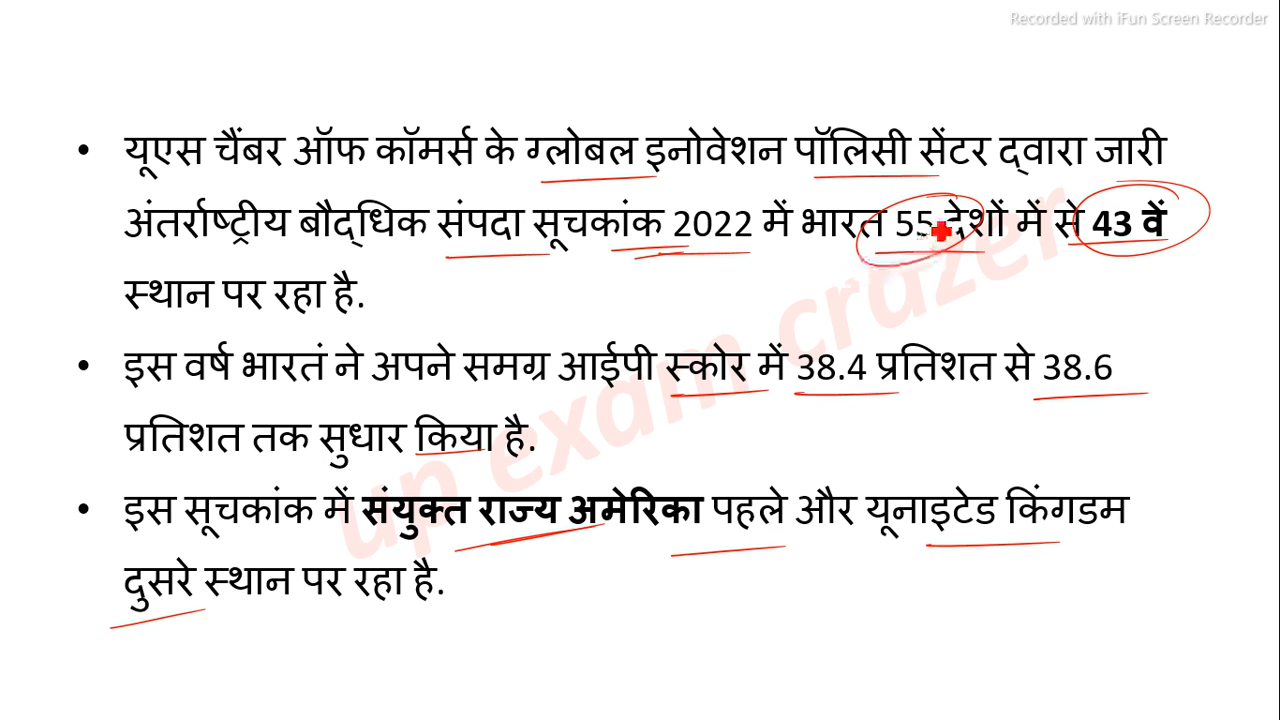 Recorded with iFun Screen Recorder
• यूएस चैंबर ऑफ कॉमर्स के ग्लोबल इनोवेशन पॉलिसी सेंटर द्वारा जारी
अंतर्राष्ट्रीय बौद्धिक संपदा सूचकांक 2022 में भारत 55 देशों में से 43 वें
स्थान पर रहा है.
• इस वर्ष भारतं ने अपने समग्र आईपी स्कोर में 38.4 प्रतिशत से 38.6
प्रतिशत तक सुधार किया है.
• इस सूचकांक में संयुक्त राज्य अमेरिका पहले और यूनाइटेड किंगडम
दुसरे स्थान पर रहा है.
up exam crazer